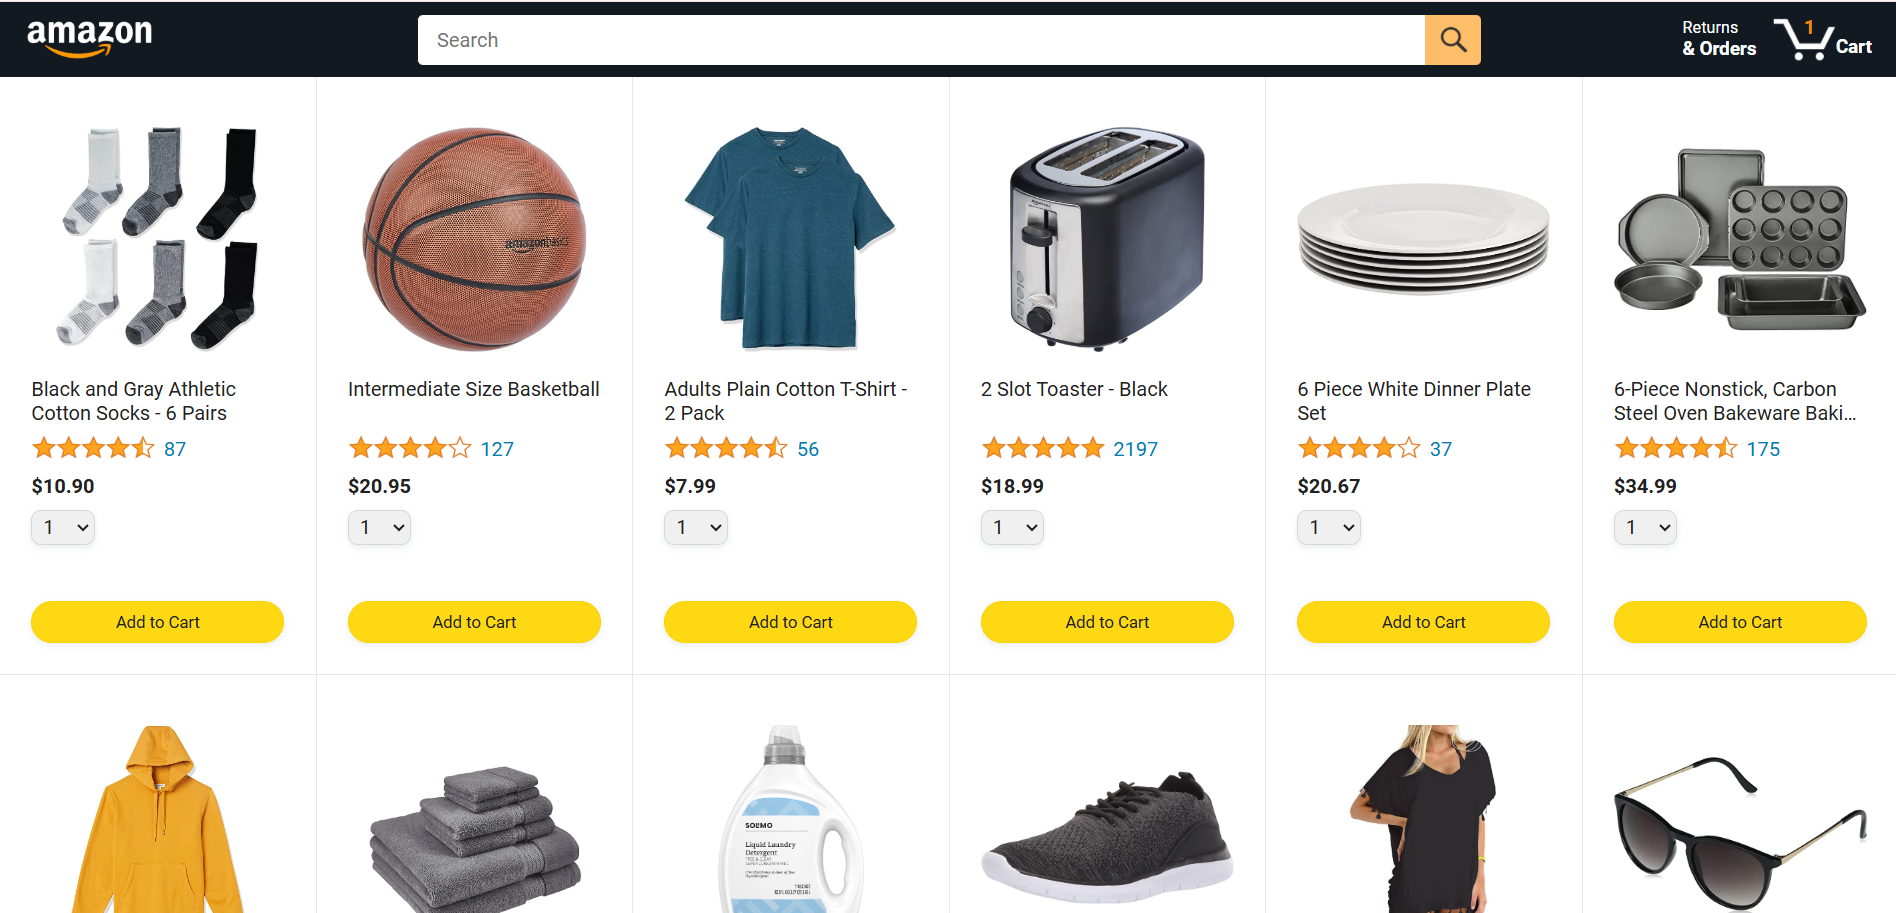 amazon
Search
Returns
& Orders
1
Cart
amazonbasics
Black and Gray Athletic
Cotton Socks - 6 Pairs
87
$10.90
1
Add to Cart
Intermediate Size Basketball
127
$20.95
1
Add to Cart
Adults Plain Cotton T-Shirt -
2 Pack
56
$7.99
1
Add to Cart
2 Slot Toaster - Black
2197
$18.99
1
Add to Cart
6 Piece White Dinner Plate
Set
37
$20.67
1
Add to Cart
6-Piece Nonstick, Carbon
Steel Oven Bakeware Baki...
175
$34.99
1
Add to Cart
SOLIMO
Liquid Laundry
Detergent
FREE & CLEAR